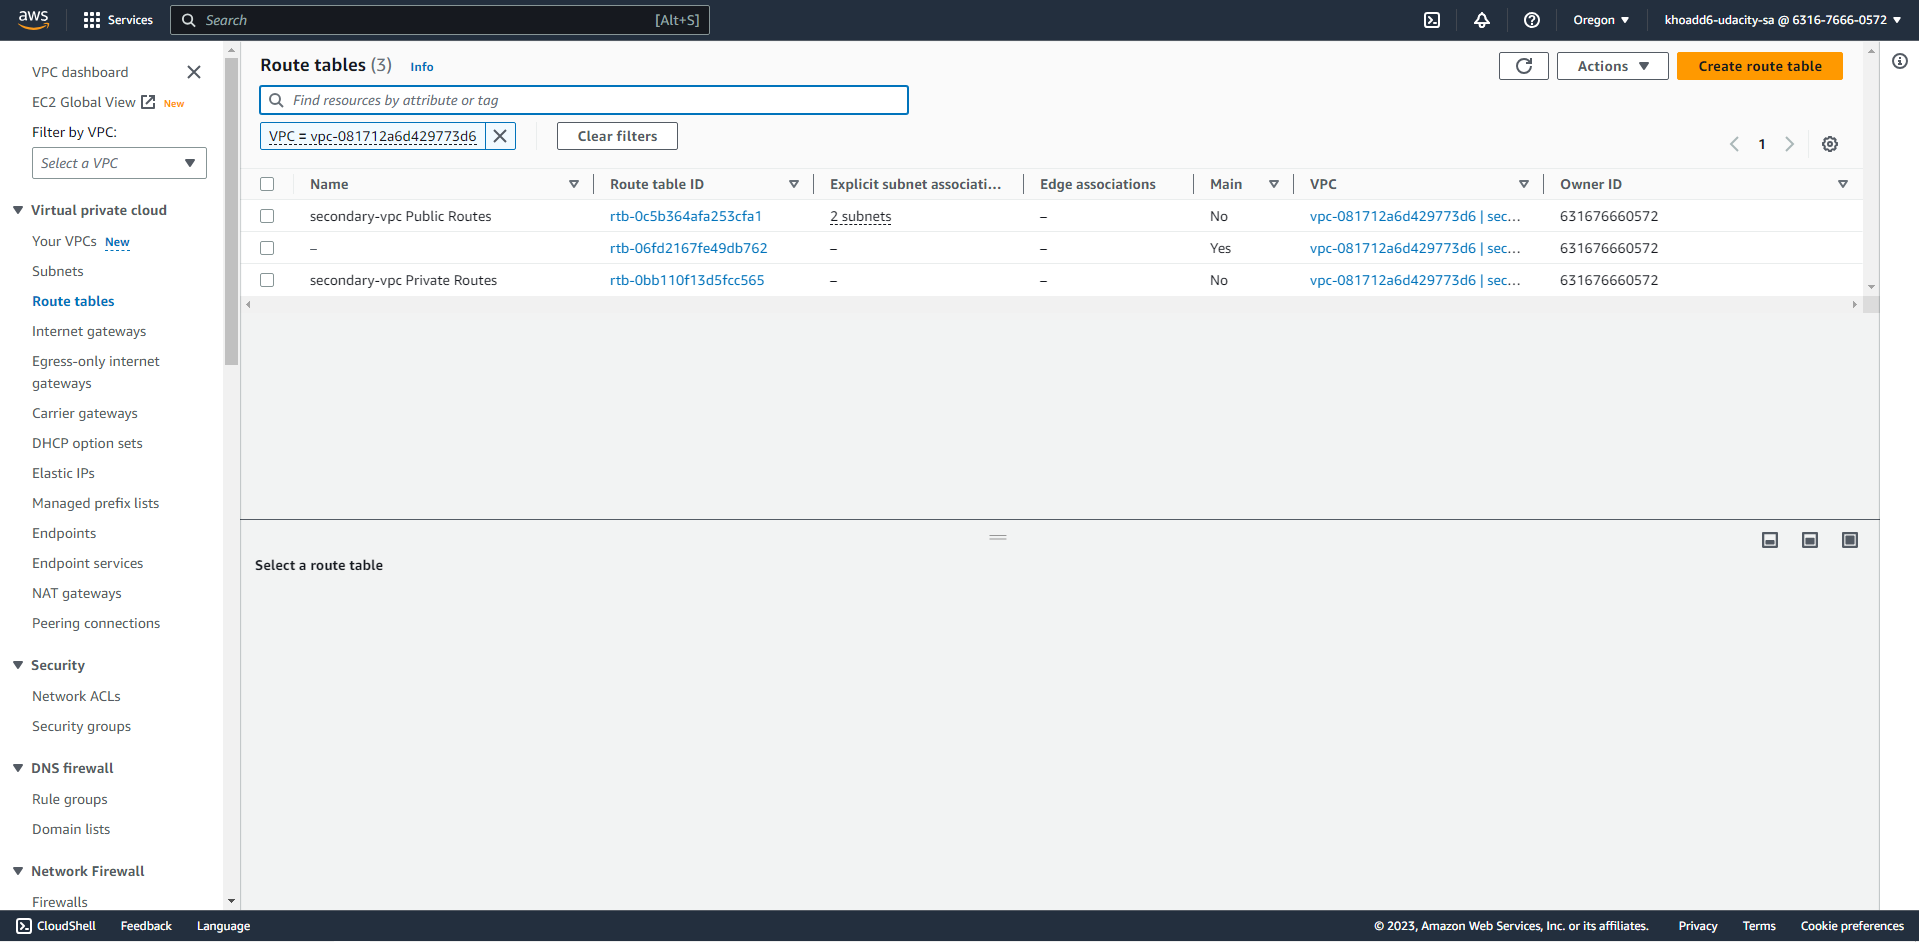 aws Services Search [Alt+S] Oregon khoadd6-udacity-sa @ 6316-7666-0572
VPC dashboard
EC2 Global View New
Filter by VPC:
Select a VPC
Virtual private cloud
Your VPCs New
Subnets
Route tables
Internet gateways
Egress-only internet
gateways
Carrier gateways
DHCP option sets
Elastic IPs
Managed prefix lists
Endpoints
Endpoint services
NAT gateways
Peering connections
Security
Network ACLs
Security groups
DNS firewall
Rule groups
Domain lists
Network Firewall
Firewalls
Route tables (3) Info
Actions Create route table
Find resources by attribute or tag
VPC = vpc-081712a6d429773d6 Clear filters
1
Name Route table ID Explicit subnet associati... Edge associations Main VPC Owner ID
secondary-vpc Public Routes rtb-0c5b364afa253cfa1 2 subnets – No vpc-081712a6d429773d6 | sec... 631676660572
– rtb-06fd2167fe49db762 – – Yes vpc-081712a6d429773d6 | sec... 631676660572
secondary-vpc Private Routes rtb-0bb110f13d5fcc565 – – No vpc-081712a6d429773d6 | sec... 631676660572
Select a route table
CloudShell Feedback Language © 2023, Amazon Web Services, Inc. or its affiliates. Privacy Terms Cookie preferences